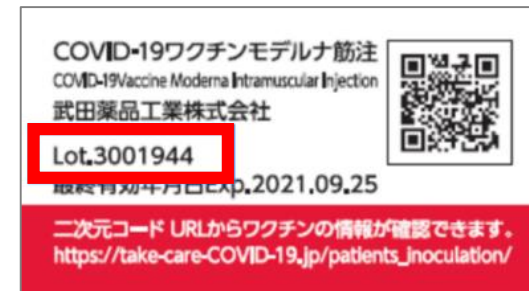 COVID-19ワクチンモデルナ筋注
COVID-19Vaccine Moderna Intramuscular Injection
武田薬品工業株式会社
Lot.3001944
最終有効年月日Exp.2021.09.25
二次元コード URLからワクチンの情報が確認できます。
https://take-care-COVID-19.jp/patients_inoculation/